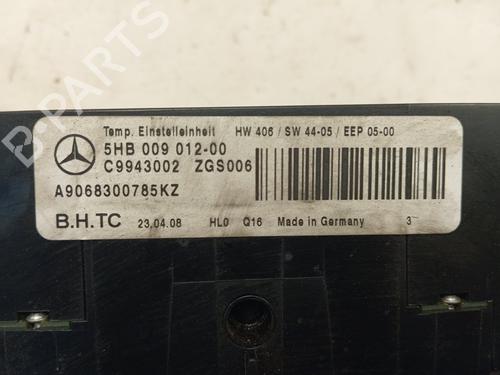 Temp. Einstelleinheit HW 406 / SW 44-05 / EEP 05-00
5HB 009 012-00
C9943002 ZGS006
A9068300785KZ
B.H.TC 23.04.08 HL0 Q16 Made in Germany 3
B-PARTS